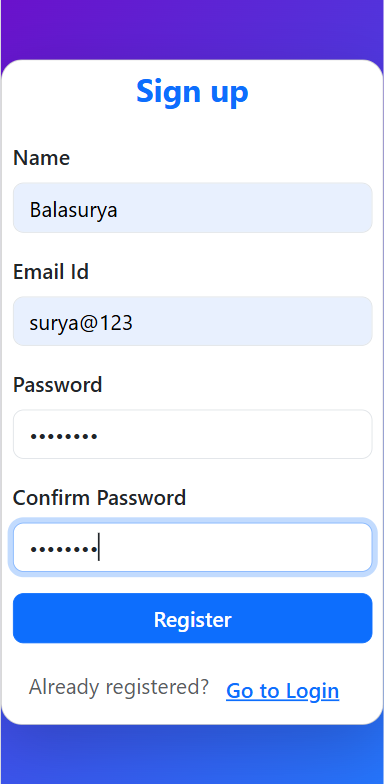 Sign up
Name
Balasurya
Email Id
surya@123
Password
••••••••
Confirm Password
••••••••
Register
Already registered? Go to Login